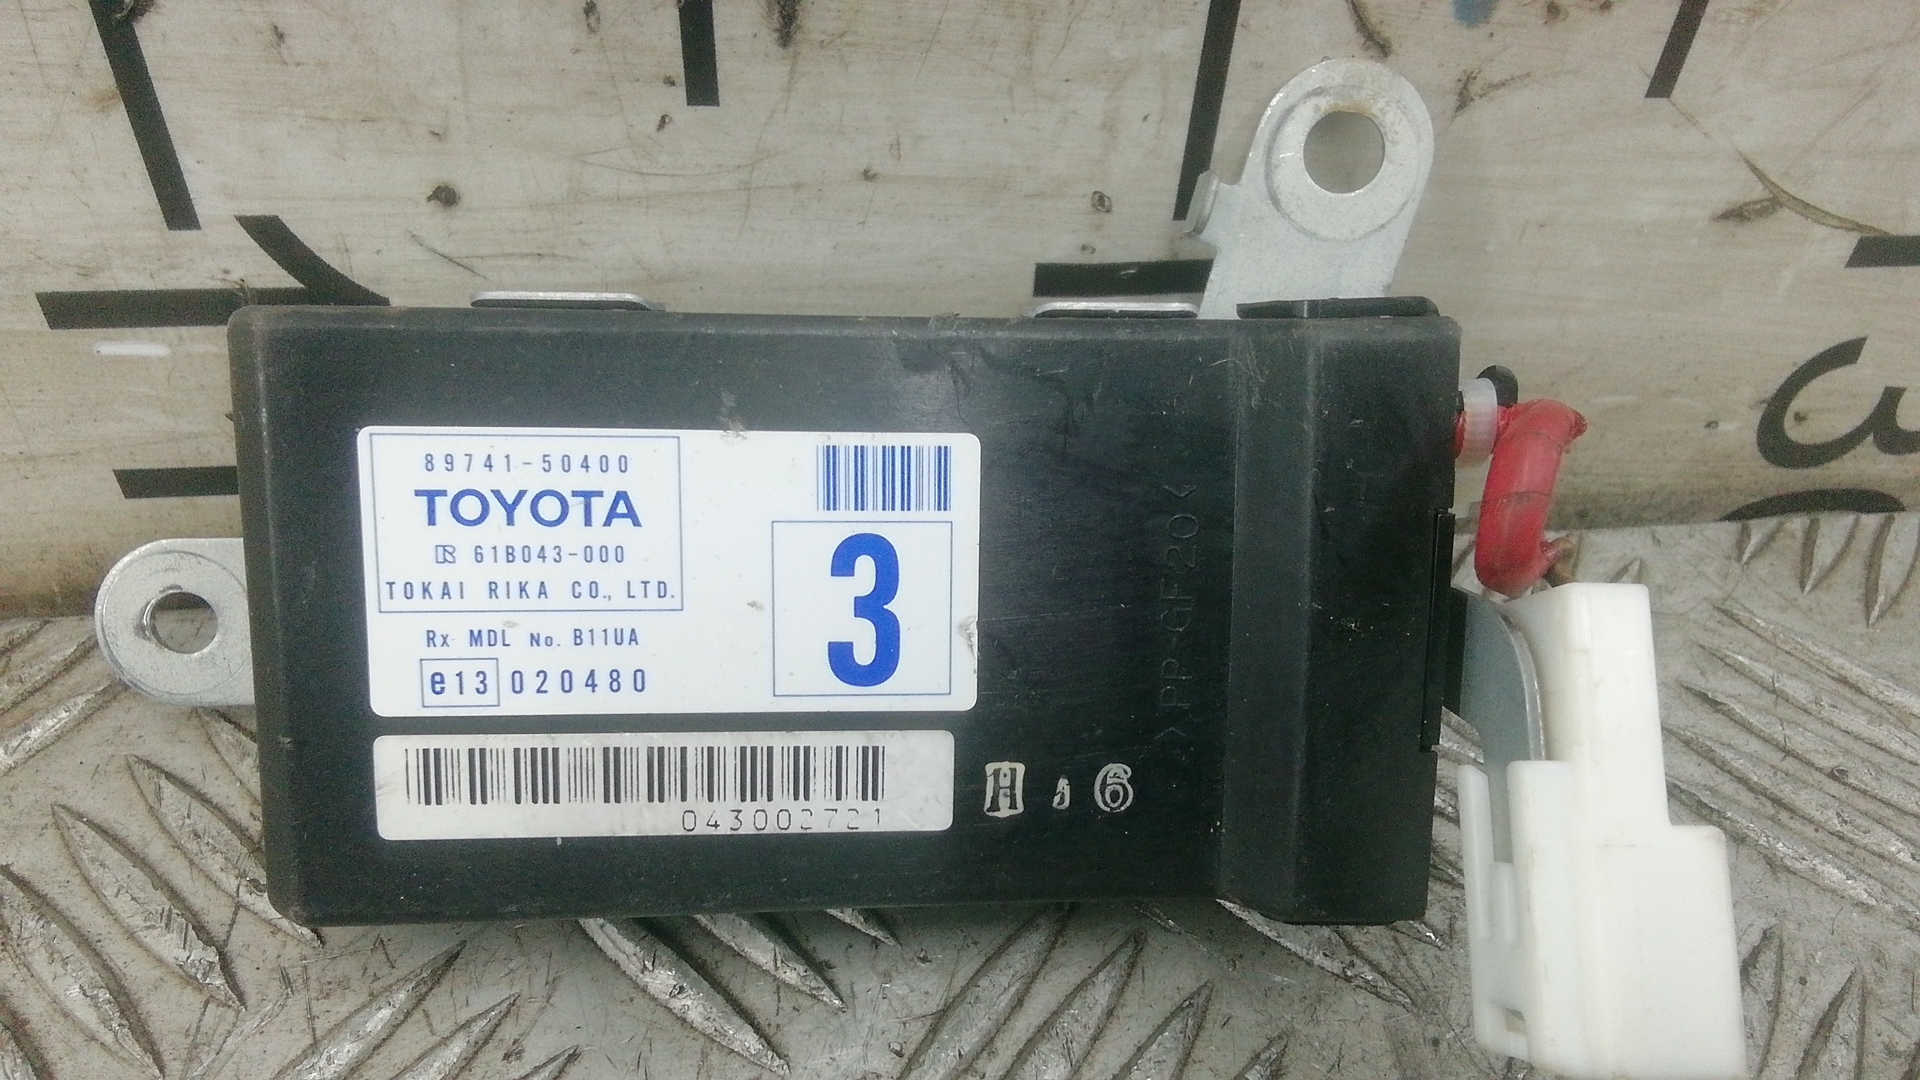 89741-50400
TOYOTA
61B043-000
TOKAI RIKA CO., LTD.
Rx MDL No. B11UA
e13 020480
3
043002721
H 6
>PP-GF20<